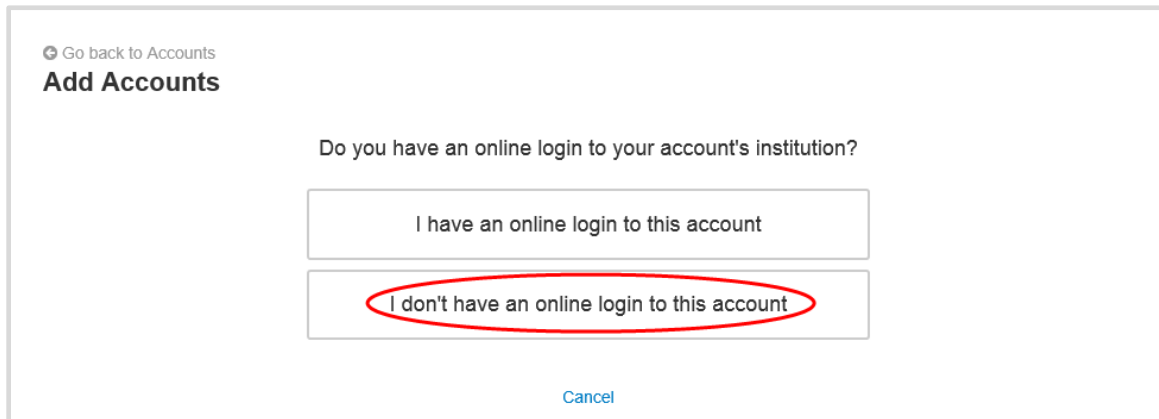 Go back to Accounts
Add Accounts
Do you have an online login to your account's institution?
I have an online login to this account
I don't have an online login to this account
Cancel